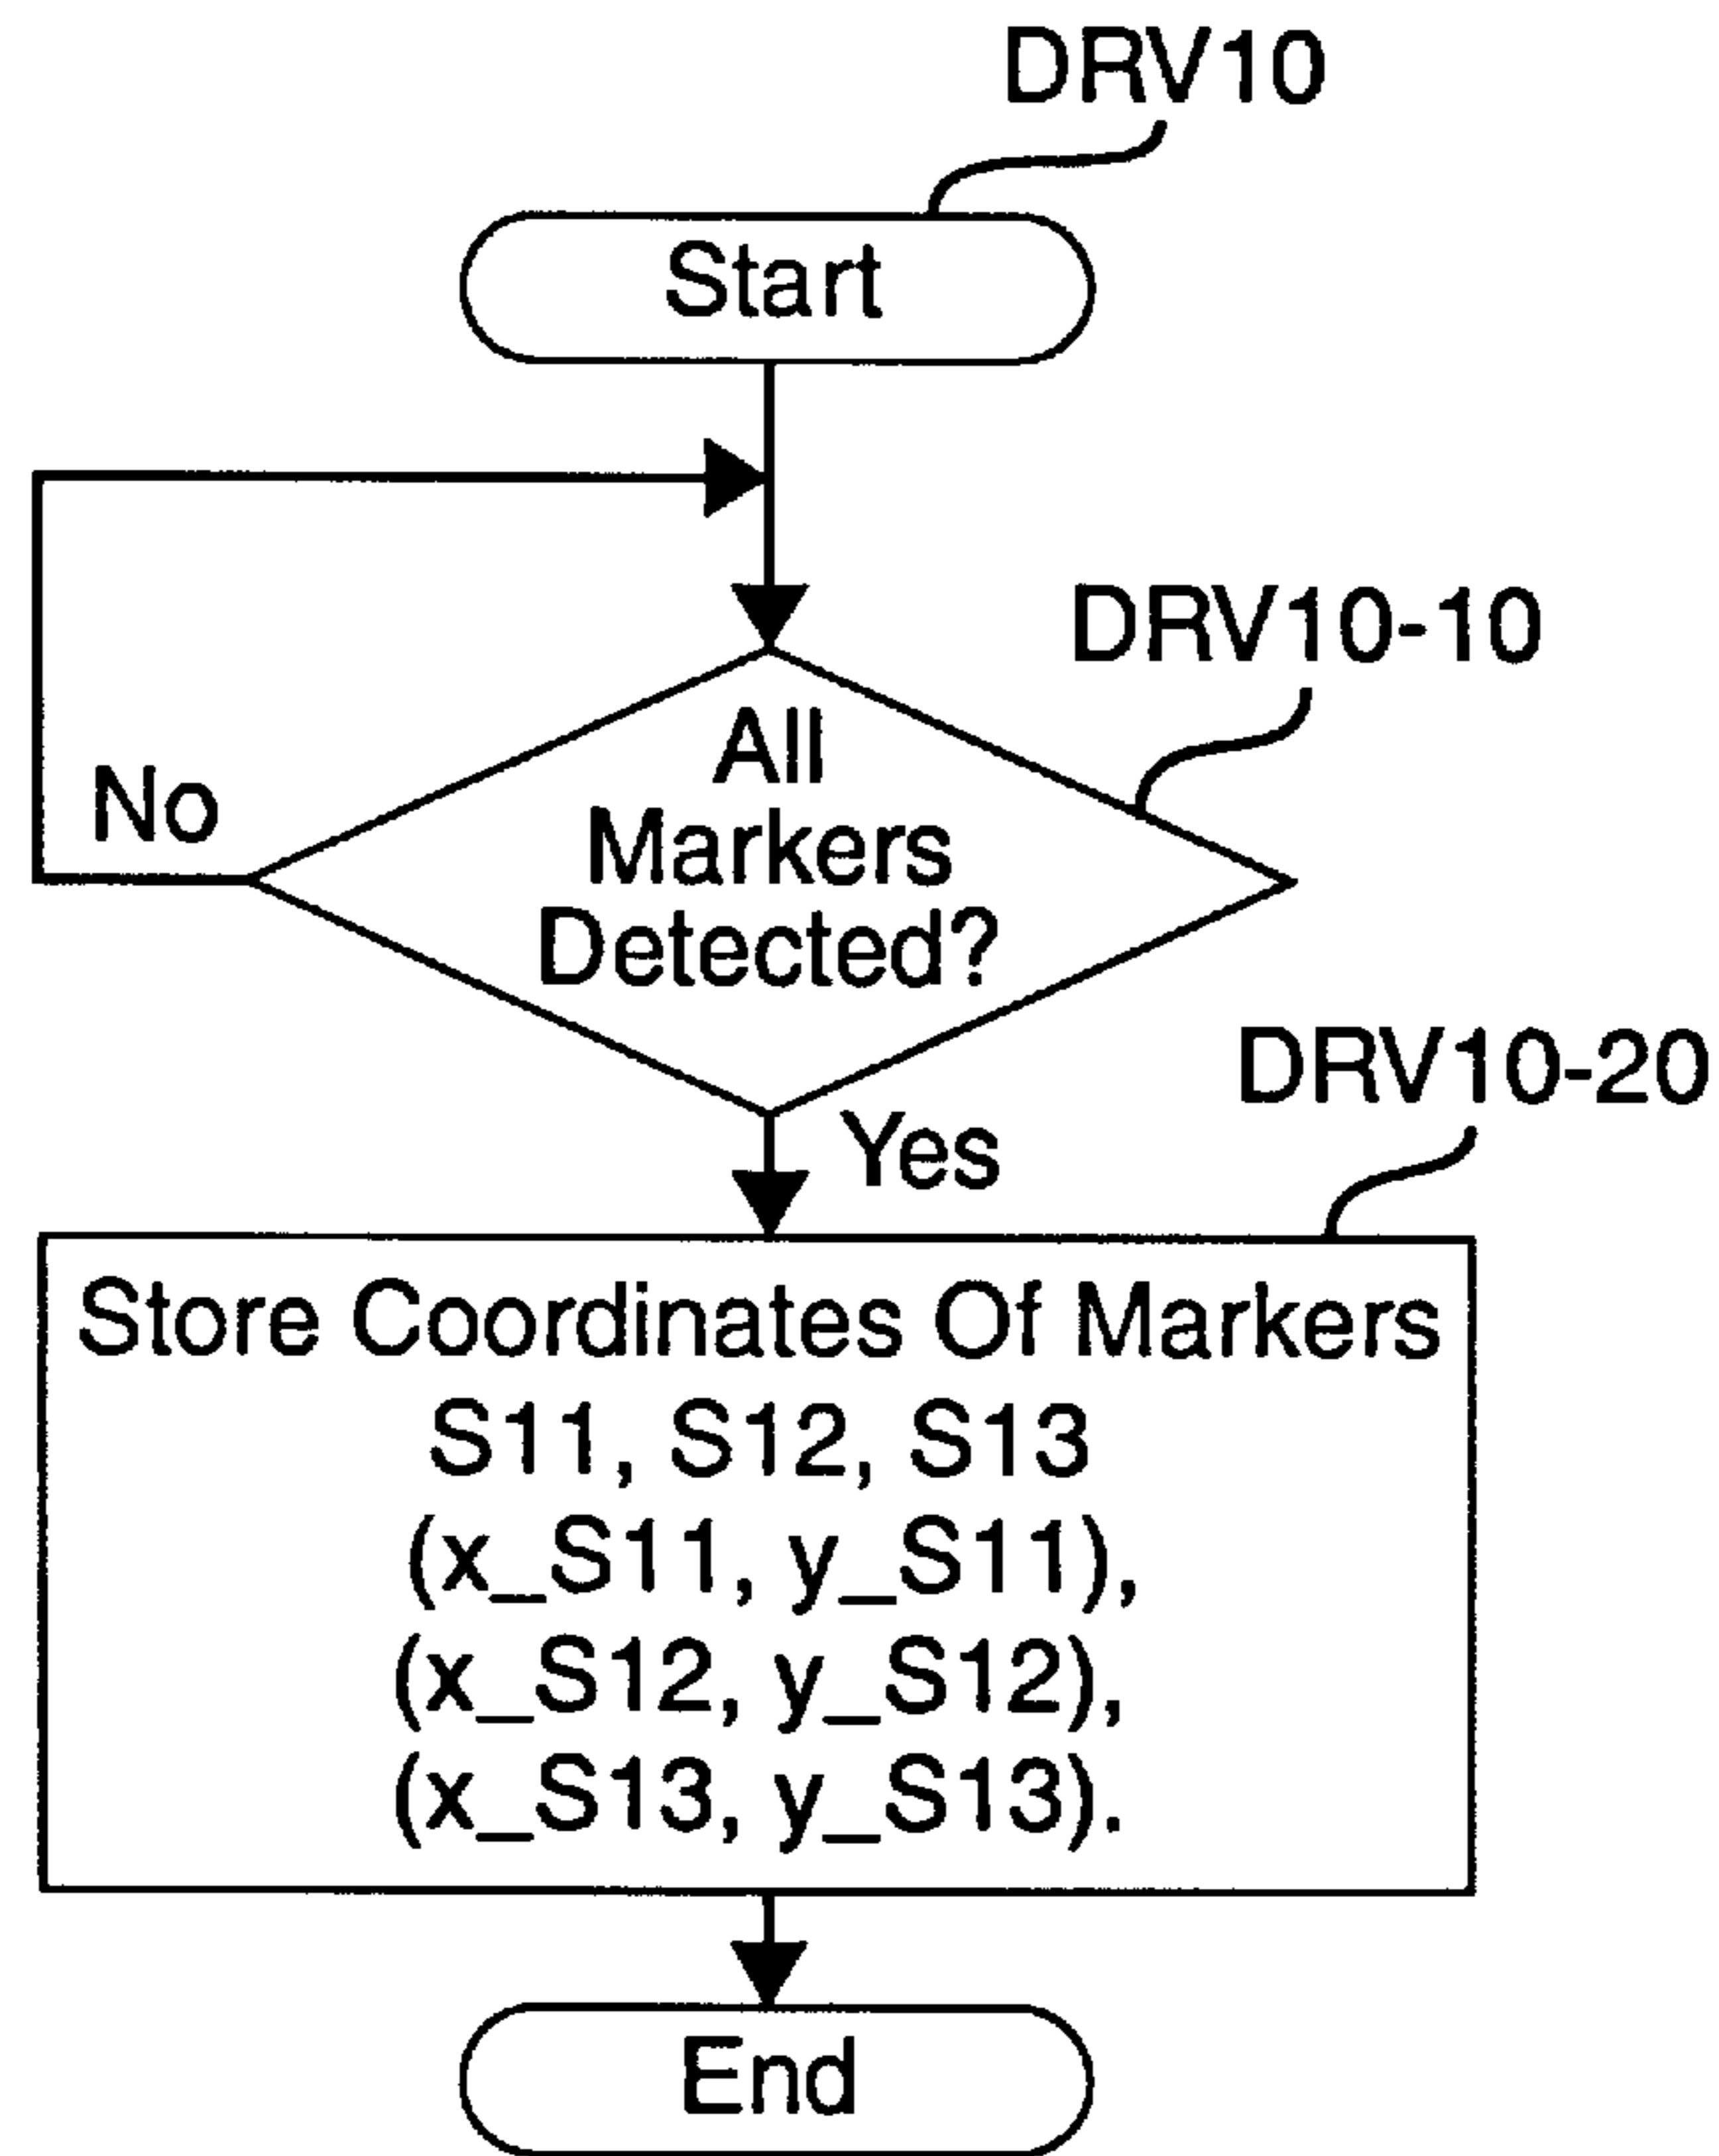 DRV10
Start
DRV10-10
All
Markers
Detected?
No
DRV10-20
Yes
Store Coordinates Of Markers
S11, S12, S13
(x_S11, y_S11),
(x_S12, y_S12),
(x_S13, y_S13).
End